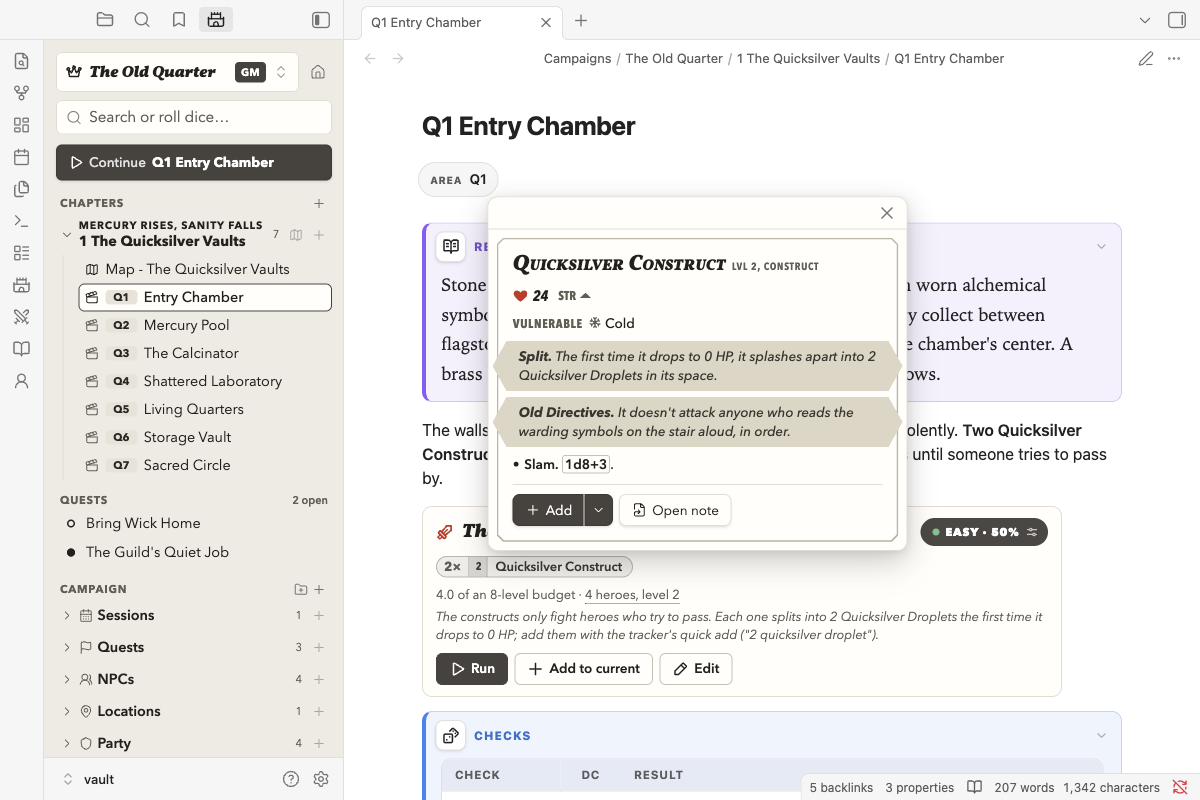 Q1 Entry Chamber
The Old Quarter GM
Campaigns / The Old Quarter / 1 The Quicksilver Vaults / Q1 Entry Chamber
Search or roll dice…
Continue Q1 Entry Chamber
CHAPTERS
MERCURY RISES, SANITY FALLS
1 The Quicksilver Vaults 7
Map - The Quicksilver Vaults
Q1 Entry Chamber
Q2 Mercury Pool
Q3 The Calcinator
Q4 Shattered Laboratory
Q5 Living Quarters
Q6 Storage Vault
Q7 Sacred Circle
QUESTS 2 open
Bring Wick Home
The Guild's Quiet Job
CAMPAIGN
Sessions 1
Quests 3
NPCs 4
Locations 1
Party 4
vault
Q1 Entry Chamber
AREA Q1
Stone
worn alchemical
collect between
chamber's center. A
brass
Quicksilver Construct LVL 2, CONSTRUCT
24 STR
VULNERABLE Cold
Split. The first time it drops to 0 HP, it splashes apart into 2
Quicksilver Droplets in its space.
Old Directives. It doesn't attack anyone who reads the
warding symbols on the stair aloud, in order.
• Slam. 1d8+3.
+ Add
Open note
The walls
Two Quicksilver
until someone tries to pass
by.
EASY · 50%
2× 2 Quicksilver Construct
4.0 of an 8-level budget · 4 heroes, level 2
The constructs only fight heroes who try to pass. Each one splits into 2 Quicksilver Droplets the first time it
drops to 0 HP; add them with the tracker's quick add ("2 quicksilver droplet").
Run
Add to current
Edit
CHECKS
CHECK DC RESULT
5 backlinks 3 properties 207 words 1,342 characters